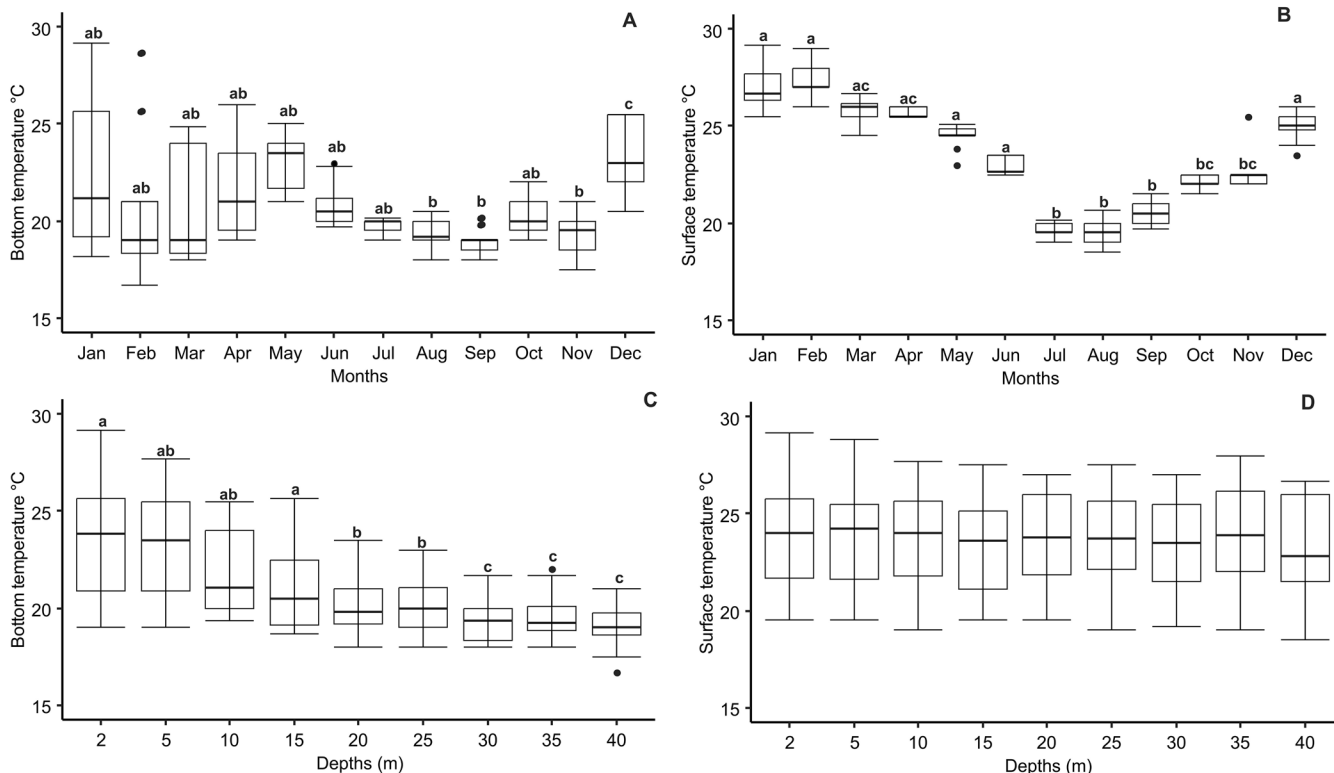 A
Bottom temperature °C
30
25
20
15
ab
ab
ab
ab
ab
ab
ab
b
b
ab
b
c
Jan Feb Mar Apr May Jun Jul Aug Sep Oct Nov Dec
Months
B
Surface temperature °C
30
25
20
15
a
a
ac
ac
a
a
b
b
b
bc
bc
a
Jan Feb Mar Apr May Jun Jul Aug Sep Oct Nov Dec
Months
C
Bottom temperature °C
30
25
20
15
a
ab
ab
a
b
b
c
c
c
2 5 10 15 20 25 30 35 40
Depths (m)
D
Surface temperature °C
30
25
20
15
2 5 10 15 20 25 30 35 40
Depths (m)